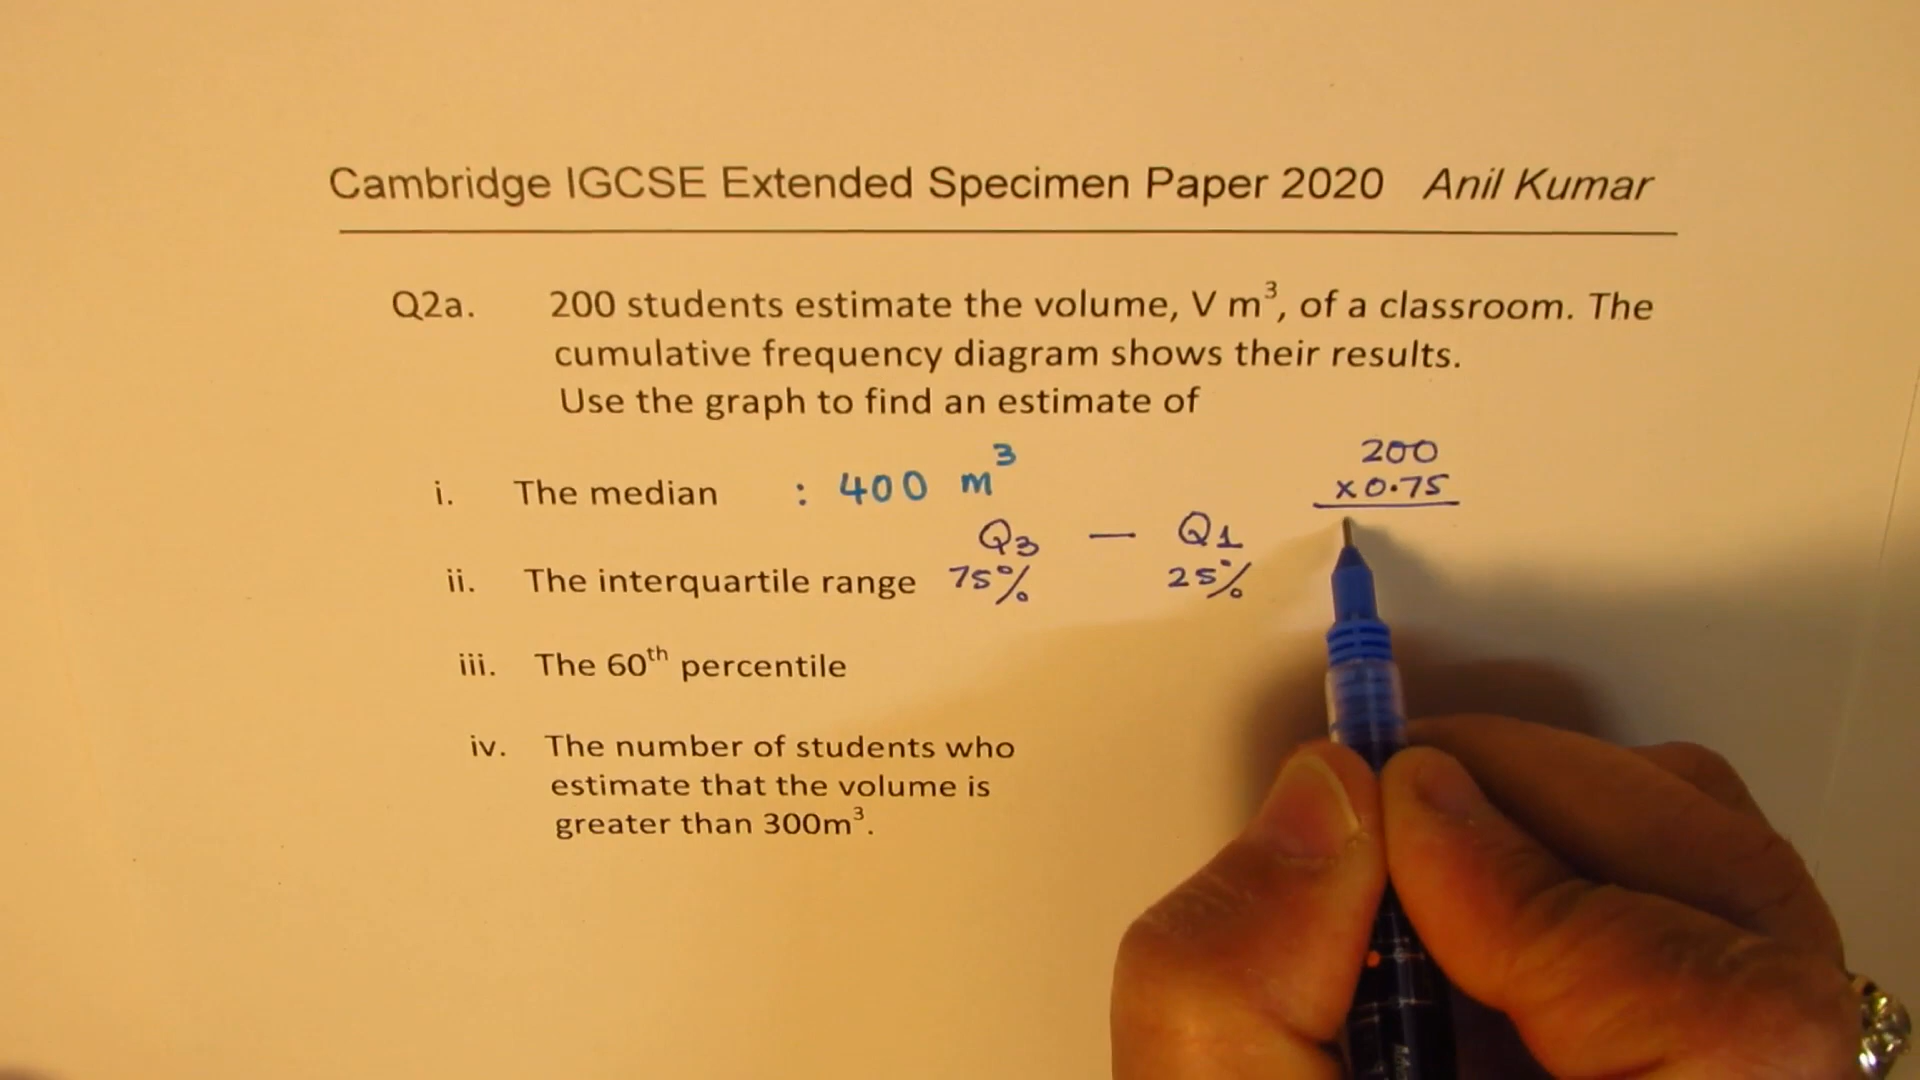 Cambridge IGCSE Extended Specimen Paper 2020 Anil Kumar
Q2a. 200 students estimate the volume, V m³, of a classroom. The
cumulative frequency diagram shows their results.
Use the graph to find an estimate of
i. The median : 400 m³
200
x0.75
Q3 — Q1
ii. The interquartile range 75% 25%
iii. The 60th percentile
iv. The number of students who
estimate that the volume is
greater than 300m³.